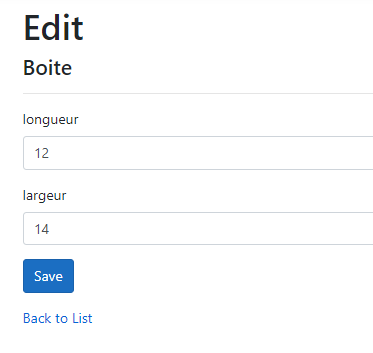 Edit
Boite
longueur
12
largeur
14
Save
Back to List